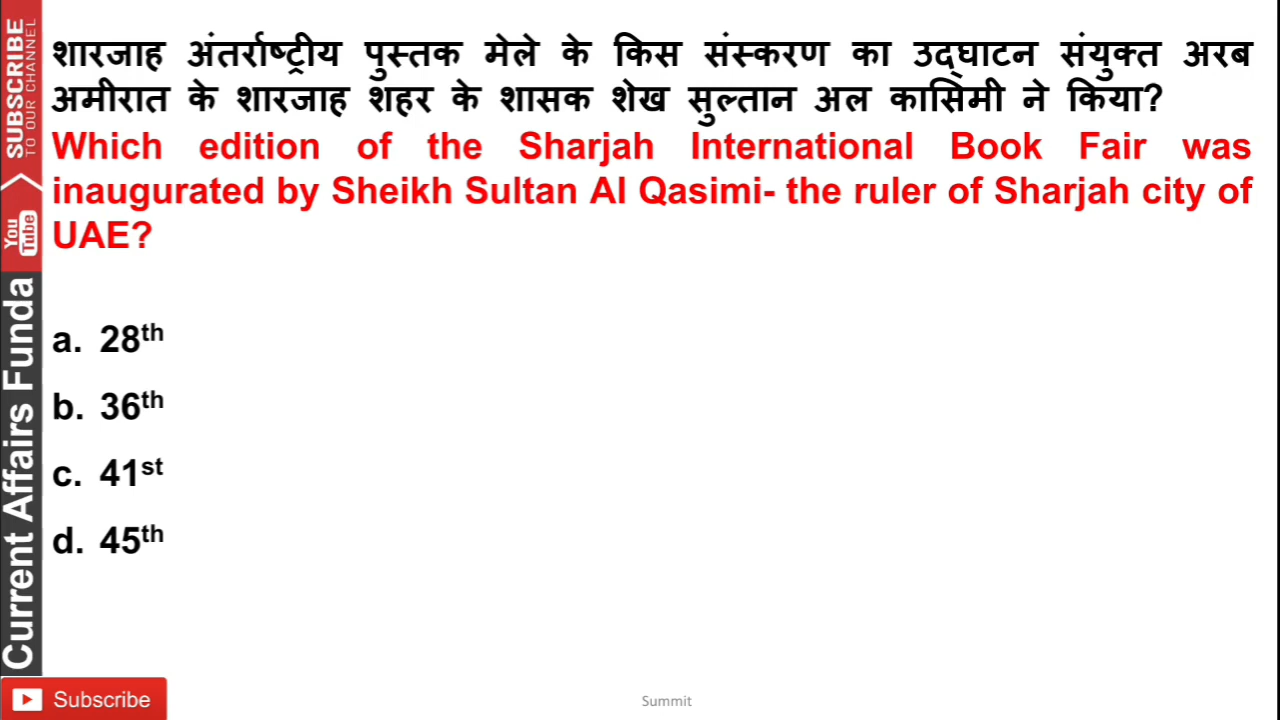 शारजाह अंतर्राष्ट्रीय पुस्तक मेले के किस संस्करण का उद्घाटन संयुक्त अरब
अमीरात के शारजाह शहर के शासक शेख सुल्तान अल कासिमी ने किया?
Which edition of the Sharjah International Book Fair was
inaugurated by Sheikh Sultan Al Qasimi- the ruler of Sharjah city of
UAE?
a. 28th
b. 36th
c. 41st
d. 45th
SUBSCRIBE
TO OUR CHANNEL
You
Tube
Current Affairs Funda
Subscribe
Summit